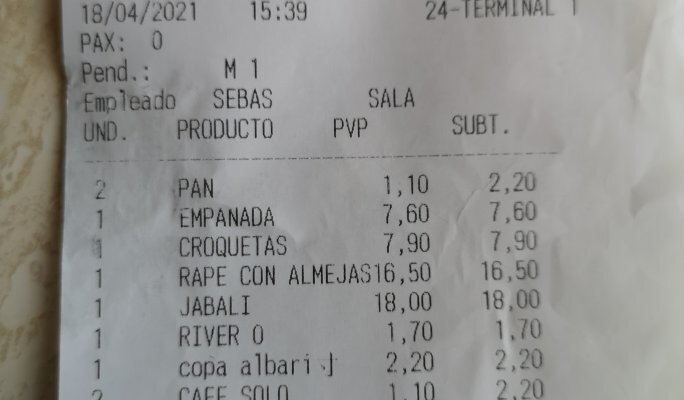 18/04/2021 15:39 24-TERMINAL 1
PAX: 0
Pend.: M 1
Empleado SEBAS SALA
UND. PRODUCTO PVP SUBT.
2 PAN 1,10 2,20
1 EMPANADA 7,60 7,60
1 CROQUETAS 7,90 7,90
1 RAPE CON ALMEJAS16,50 16,50
1 JABALI 18,00 18,00
1 RIVER 0 1,70 1,70
1 copa albari 2,20 2,20
2 CAFE SOLO 1,10 2,20